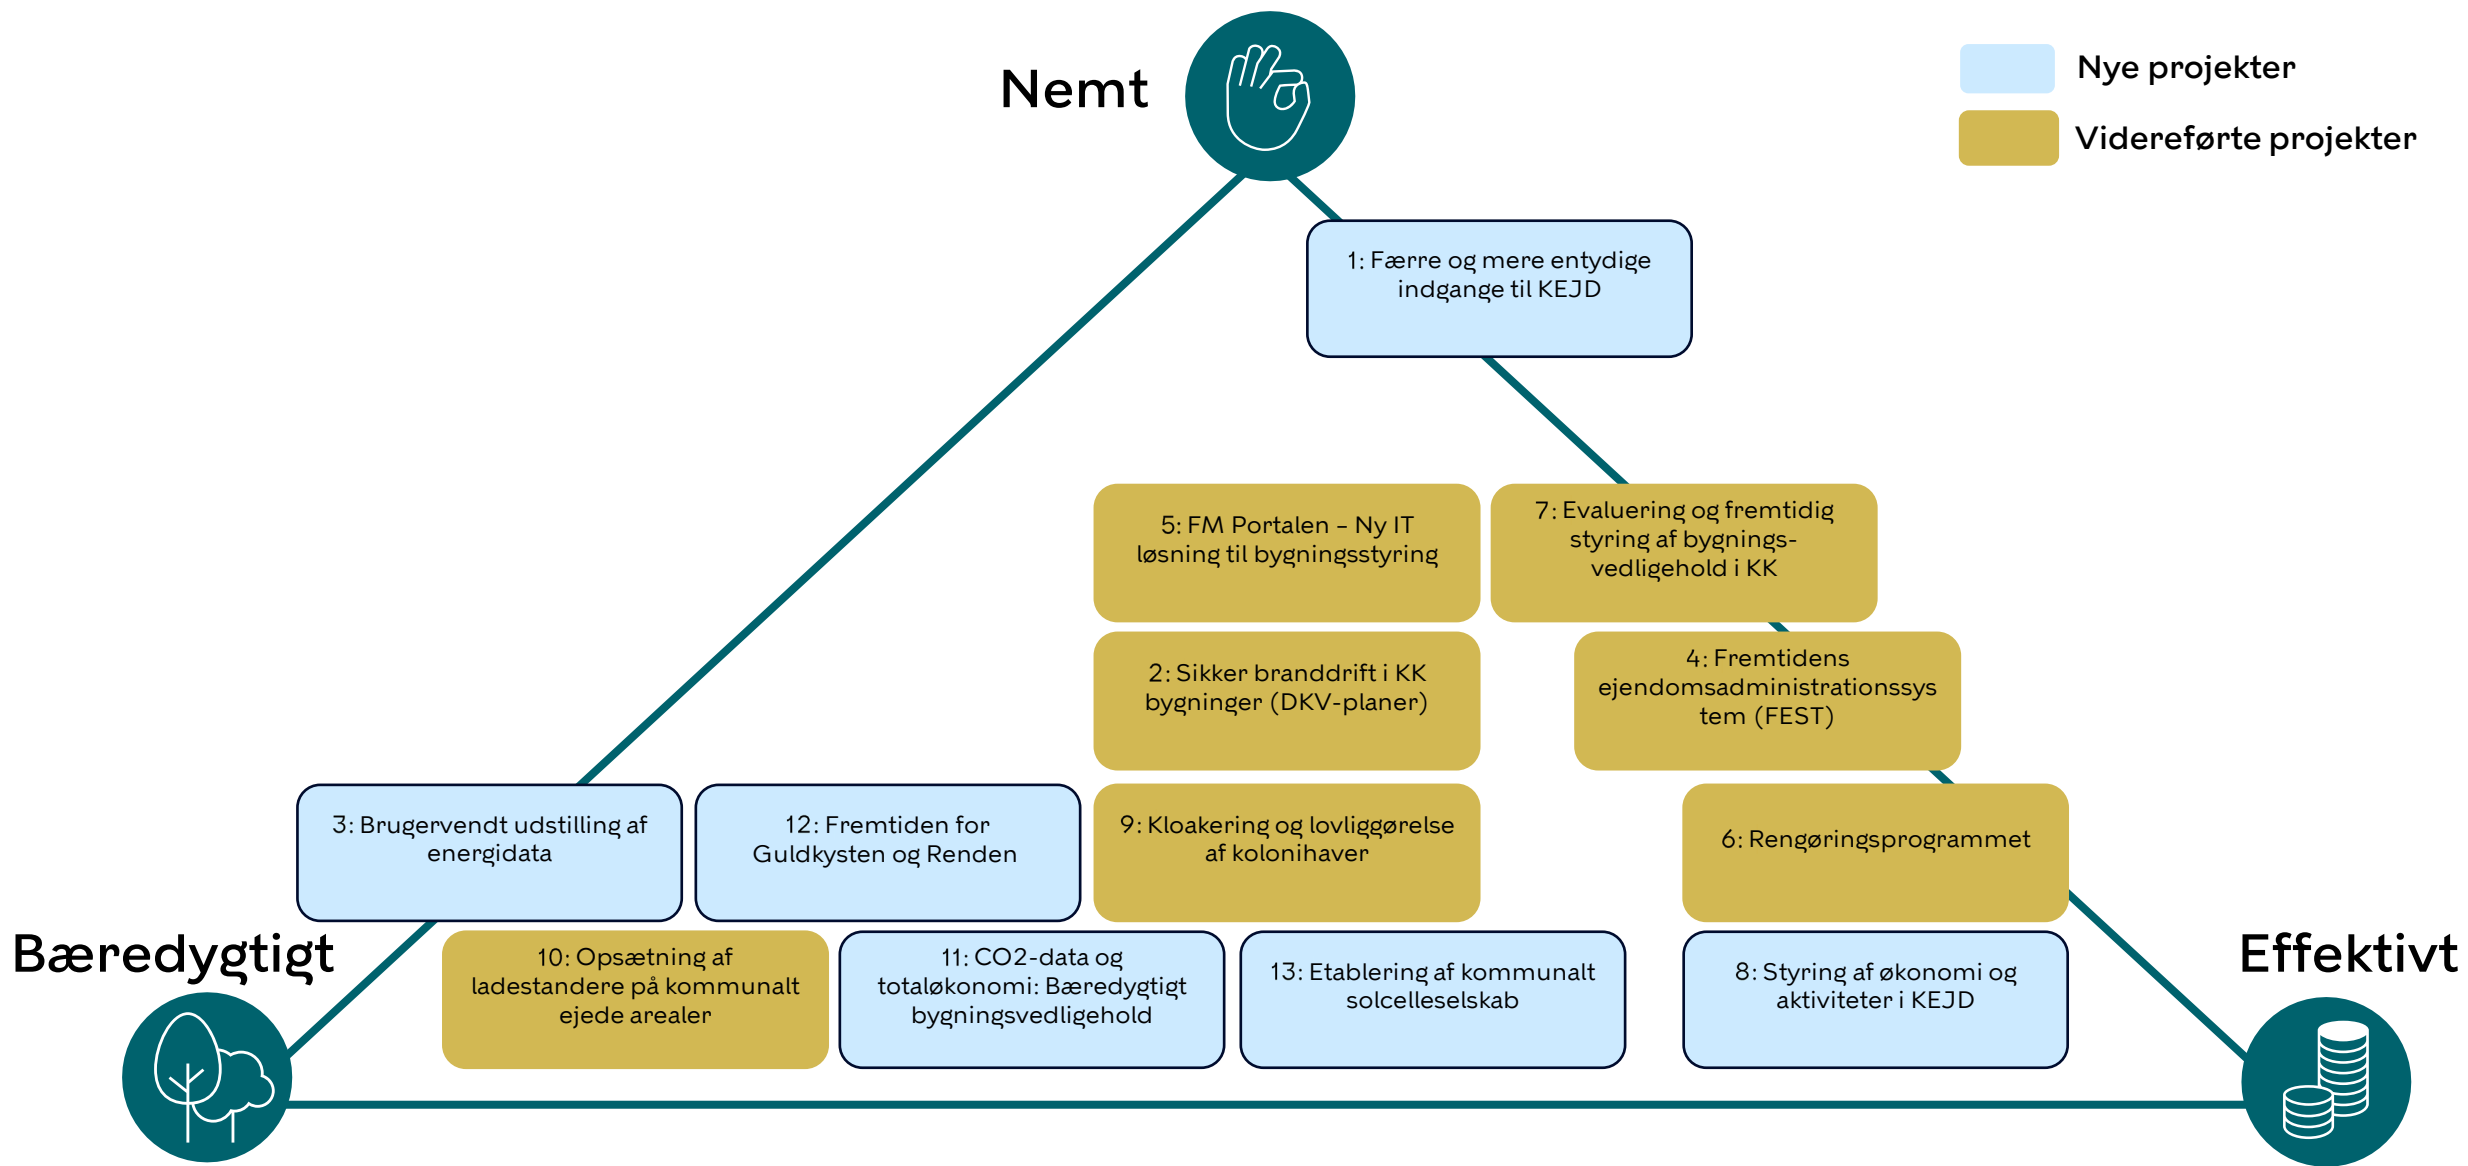 Nemt
Nye projekter
Videreførte projekter
1: Færre og mere entydige
indgange til KEJD
5: FM Portalen – Ny IT
løsning til bygningsstyring
7: Evaluering og fremtidig
styring af bygnings-
vedligehold i KK
2: Sikker branddrift i KK
bygninger (DKV-planer)
4: Fremtidens
ejendomsadministrationssys
tem (FEST)
3: Brugervendt udstilling af
energidata
12: Fremtiden for
Guldkysten og Renden
9: Kloakering og lovliggørelse
af kolonihaver
6: Rengøringsprogrammet
Bæredygtigt
10: Opsætning af
ladestandere på kommunalt
ejede arealer
11: CO2-data og
totaløkonomi: Bæredygtigt
bygningsvedligehold
13: Etablering af kommunalt
solcelleselskab
8: Styring af økonomi og
aktiviteter i KEJD
Effektivt